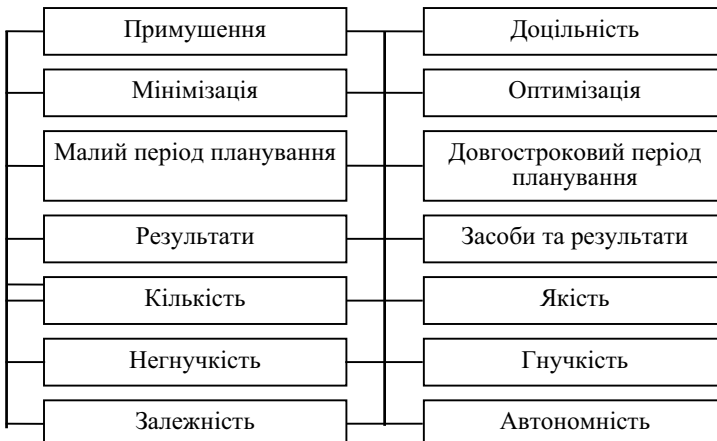 Примушення
Доцільність
Мінімізація
Оптимізація
Малий період планування
Довгостроковий період
планування
Результати
Засоби та результати
Кількість
Якість
Негнучкість
Гнучкість
Залежність
Автономність